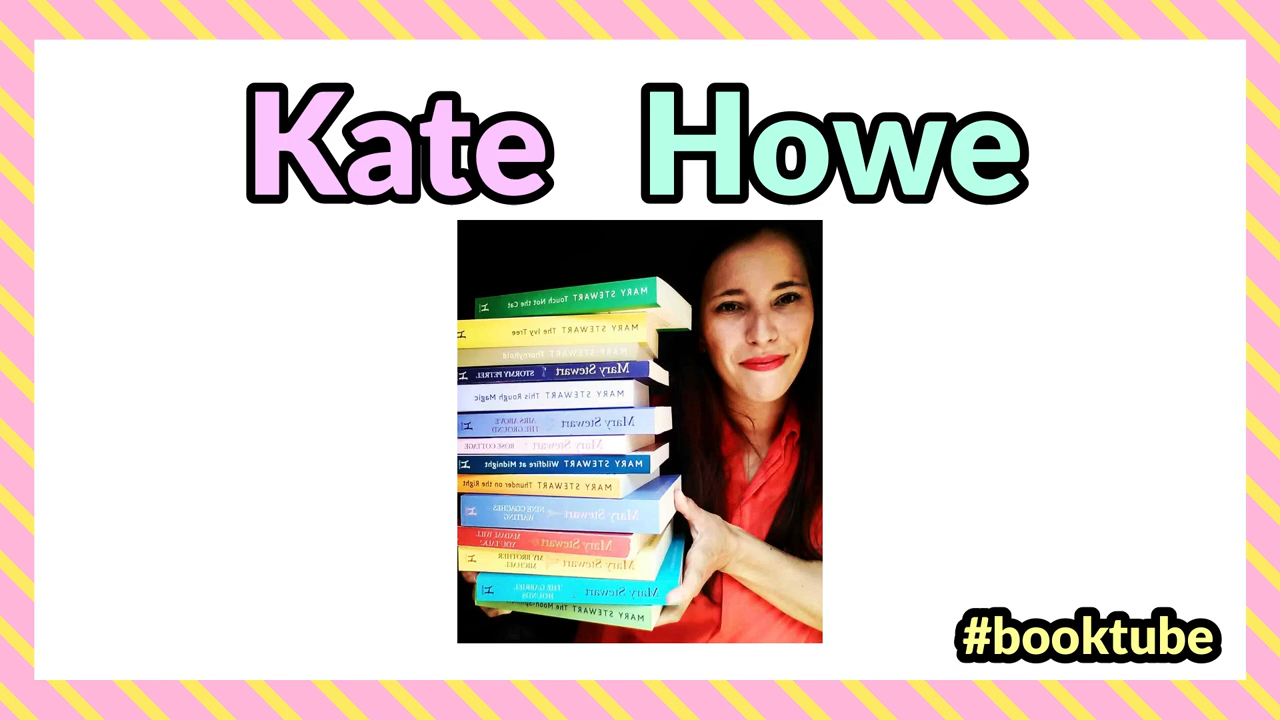 Kate Howe
MARY STEWART Touch Not the Cat
MARY STEWART The Ivy Tree
MARY STEWART Thornyhold
Mary Stewart STORMY PETREL
MARY STEWART This Rough Magic
Mary Stewart AIRS ABOVE
THE GROUND
Mary Stewart ROSE COTTAGE
MARY STEWART Wildfire at Midnight
MARY STEWART Thunder on the Right
Mary Stewart NINE COACHES
WAITING
Mary Stewart MADAM, WILL
YOU TALK?
Mary Stewart MY BROTHER
MICHAEL
Mary Stewart THE GABRIEL
HOUNDS
MARY STEWART The
#booktube